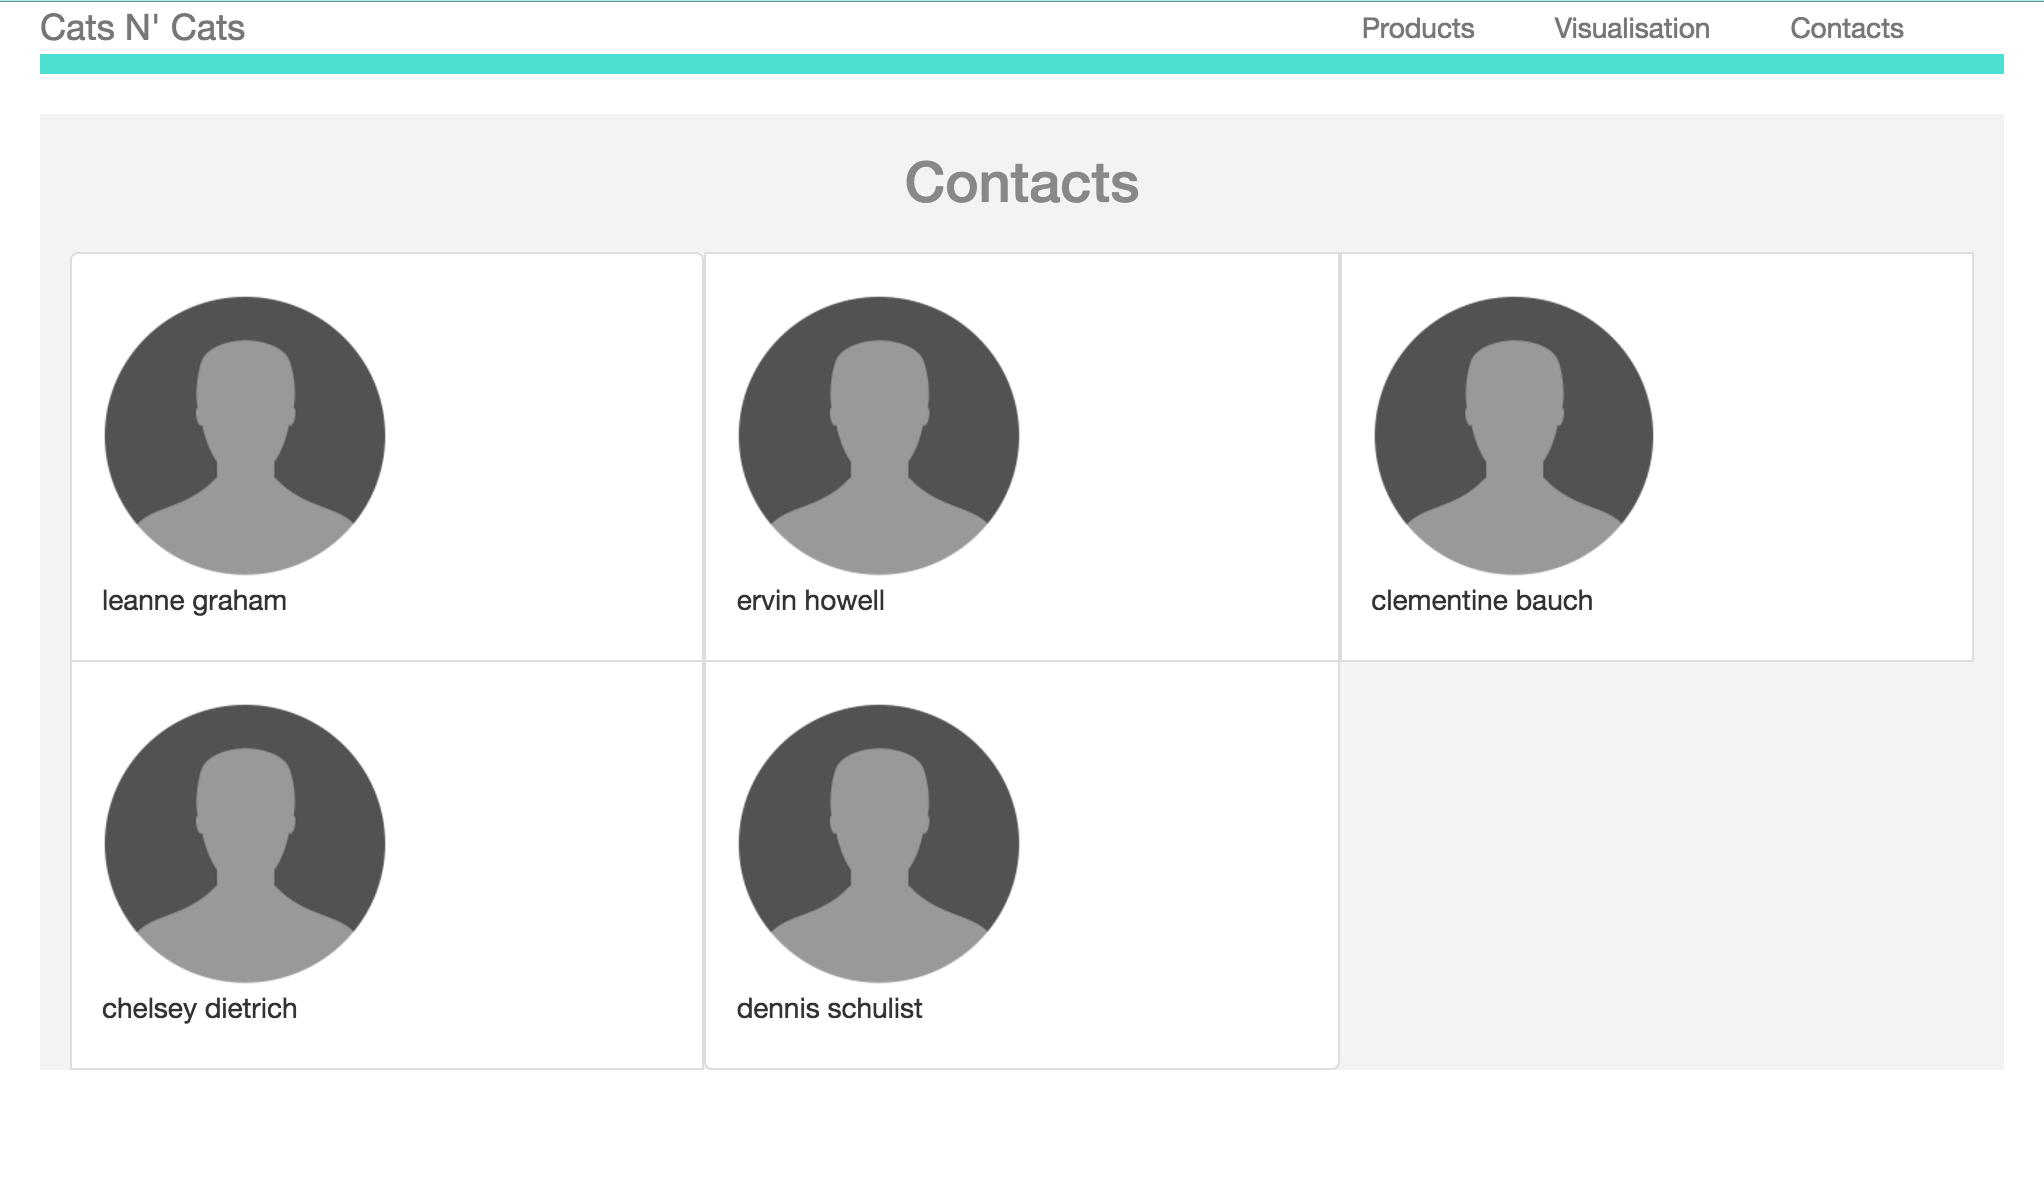 Cats N' Cats
Products Visualisation Contacts
Contacts
leanne graham
ervin howell
clementine bauch
chelsey dietrich
dennis schulist